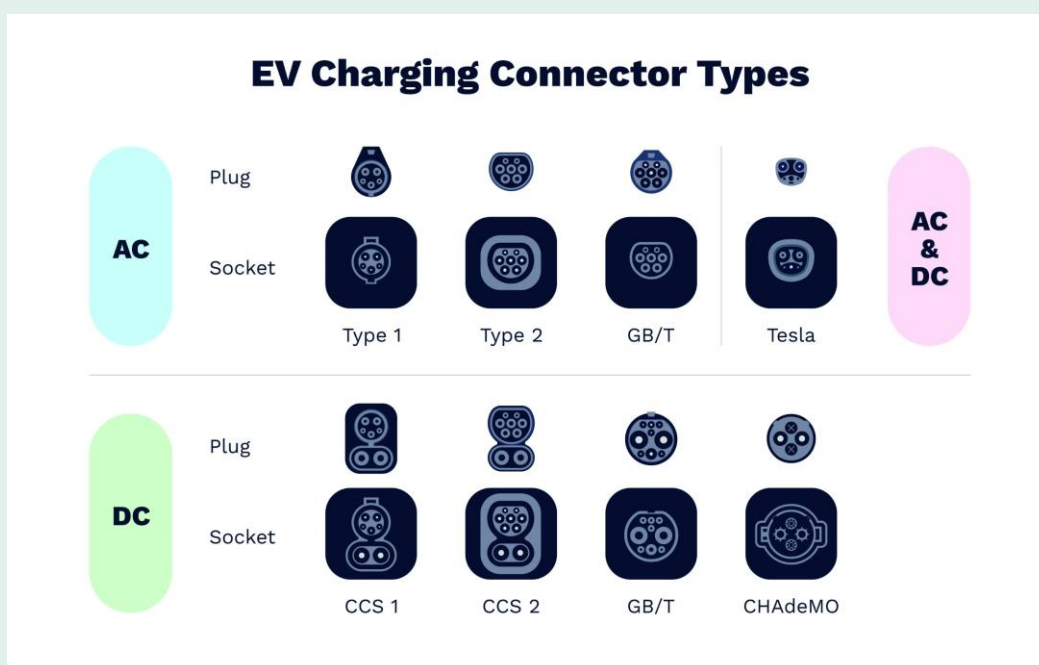 EV Charging Connector Types
AC
Plug
Socket
Type 1
Type 2
GB/T
Tesla
AC
&
DC
DC
Plug
Socket
CCS 1
CCS 2
GB/T
CHAdeMO